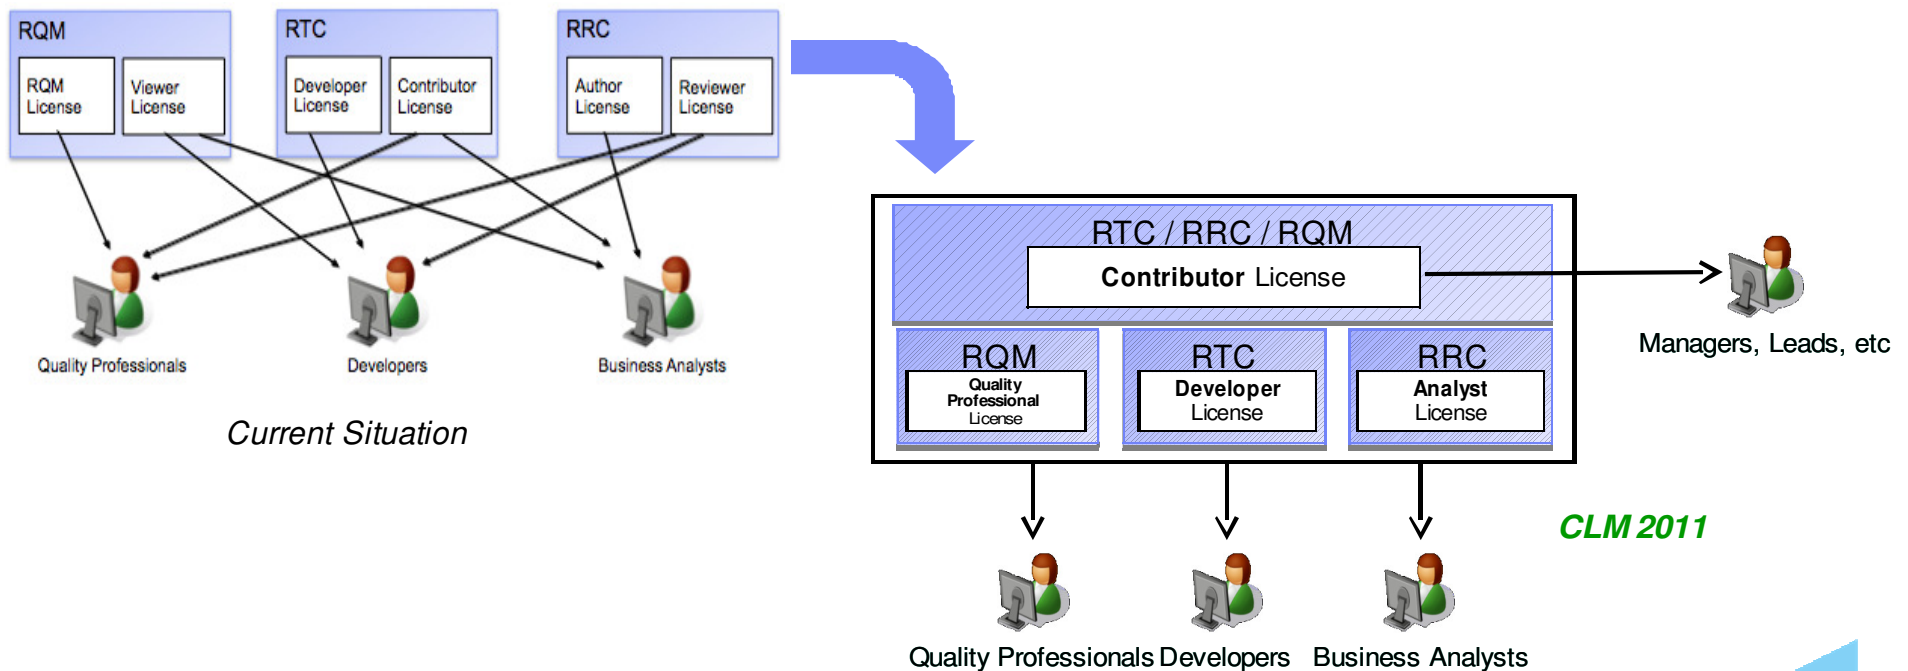 RQM
RQM
License
Viewer
License
RTC
Developer
License
Contributor
License
RRC
Author
License
Reviewer
License
Quality Professionals
Developers
Business Analysts
Current Situation
RTC / RRC / RQM
Contributor License
RQM
Quality
Professional
License
RTC
Developer
License
RRC
Analyst
License
Managers, Leads, etc
CLM 2011
Quality Professionals
Developers
Business Analysts